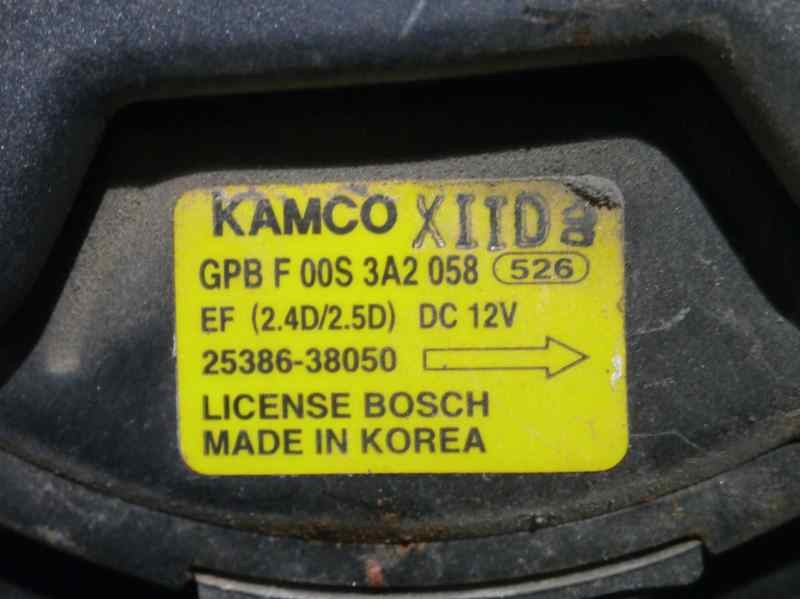 KAMCO XIID8
GPB F 00S 3A2 058 526
EF (2.4D/2.5D) DC 12V
25386-38050
LICENSE BOSCH
MADE IN KOREA